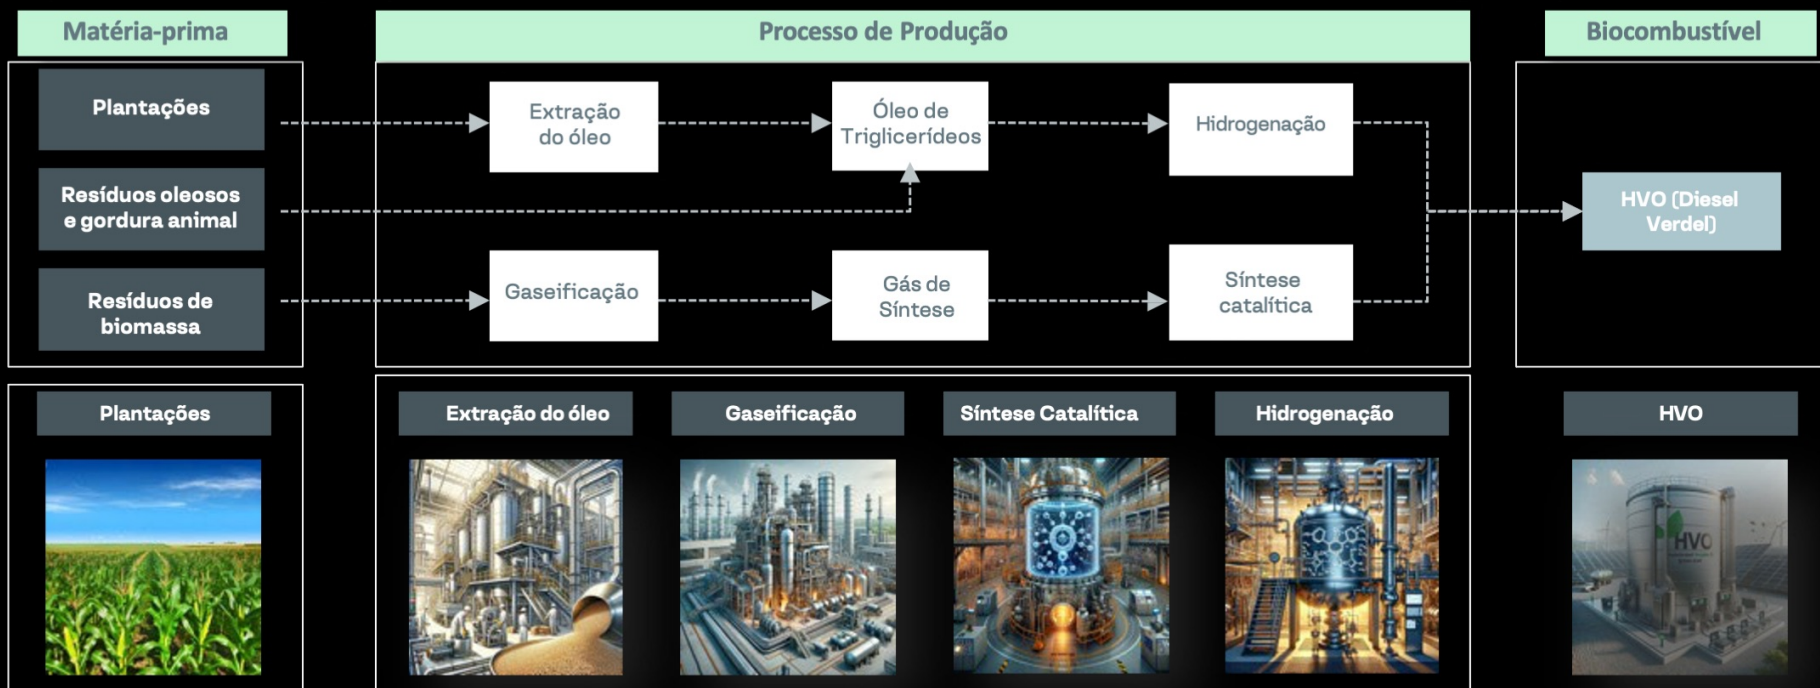 Matéria-prima
Processo de Produção
Biocombustível
Plantações
Extração
do óleo
Óleo de
Triglicerídeos
Hidrogenação
Resíduos oleosos
e gordura animal
HVO (Diesel
Verdel)
Resíduos de
biomassa
Gaseificação
Gás de
Síntese
Síntese
catalítica
Plantações
Extração do óleo
Gaseificação
Síntese Catalítica
Hidrogenação
HVO
HVO